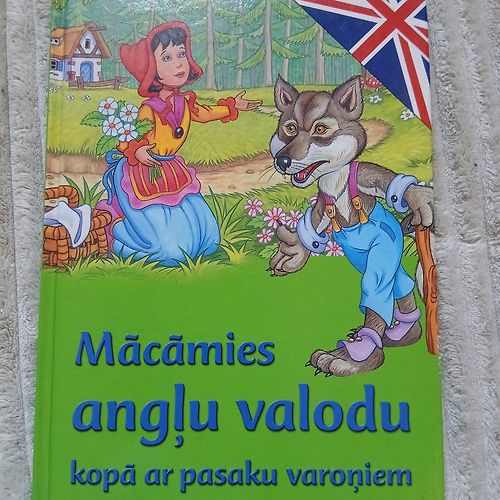 Mācāmies
angļu valodu
kopā ar pasaku varoņiem